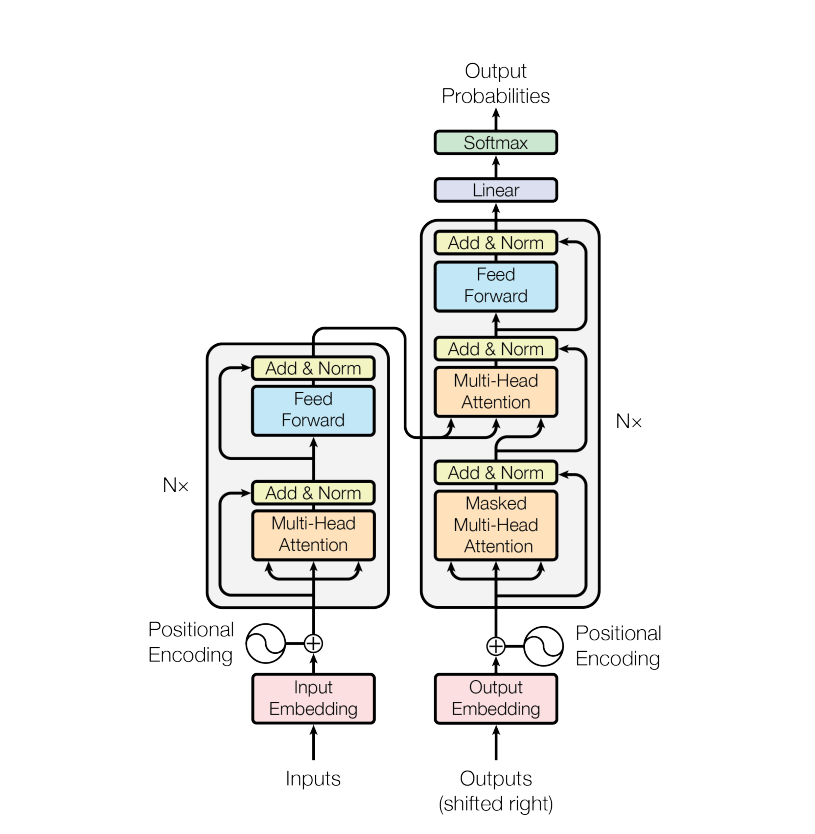 Output
Probabilities
Softmax
Linear
Add & Norm
Feed
Forward
Add & Norm
Multi-Head
Attention
Add & Norm
Masked
Multi-Head
Attention
N×
Add & Norm
Feed
Forward
Add & Norm
Multi-Head
Attention
N×
Positional
Encoding
Positional
Encoding
Input
Embedding
Output
Embedding
Inputs
Outputs
(shifted right)